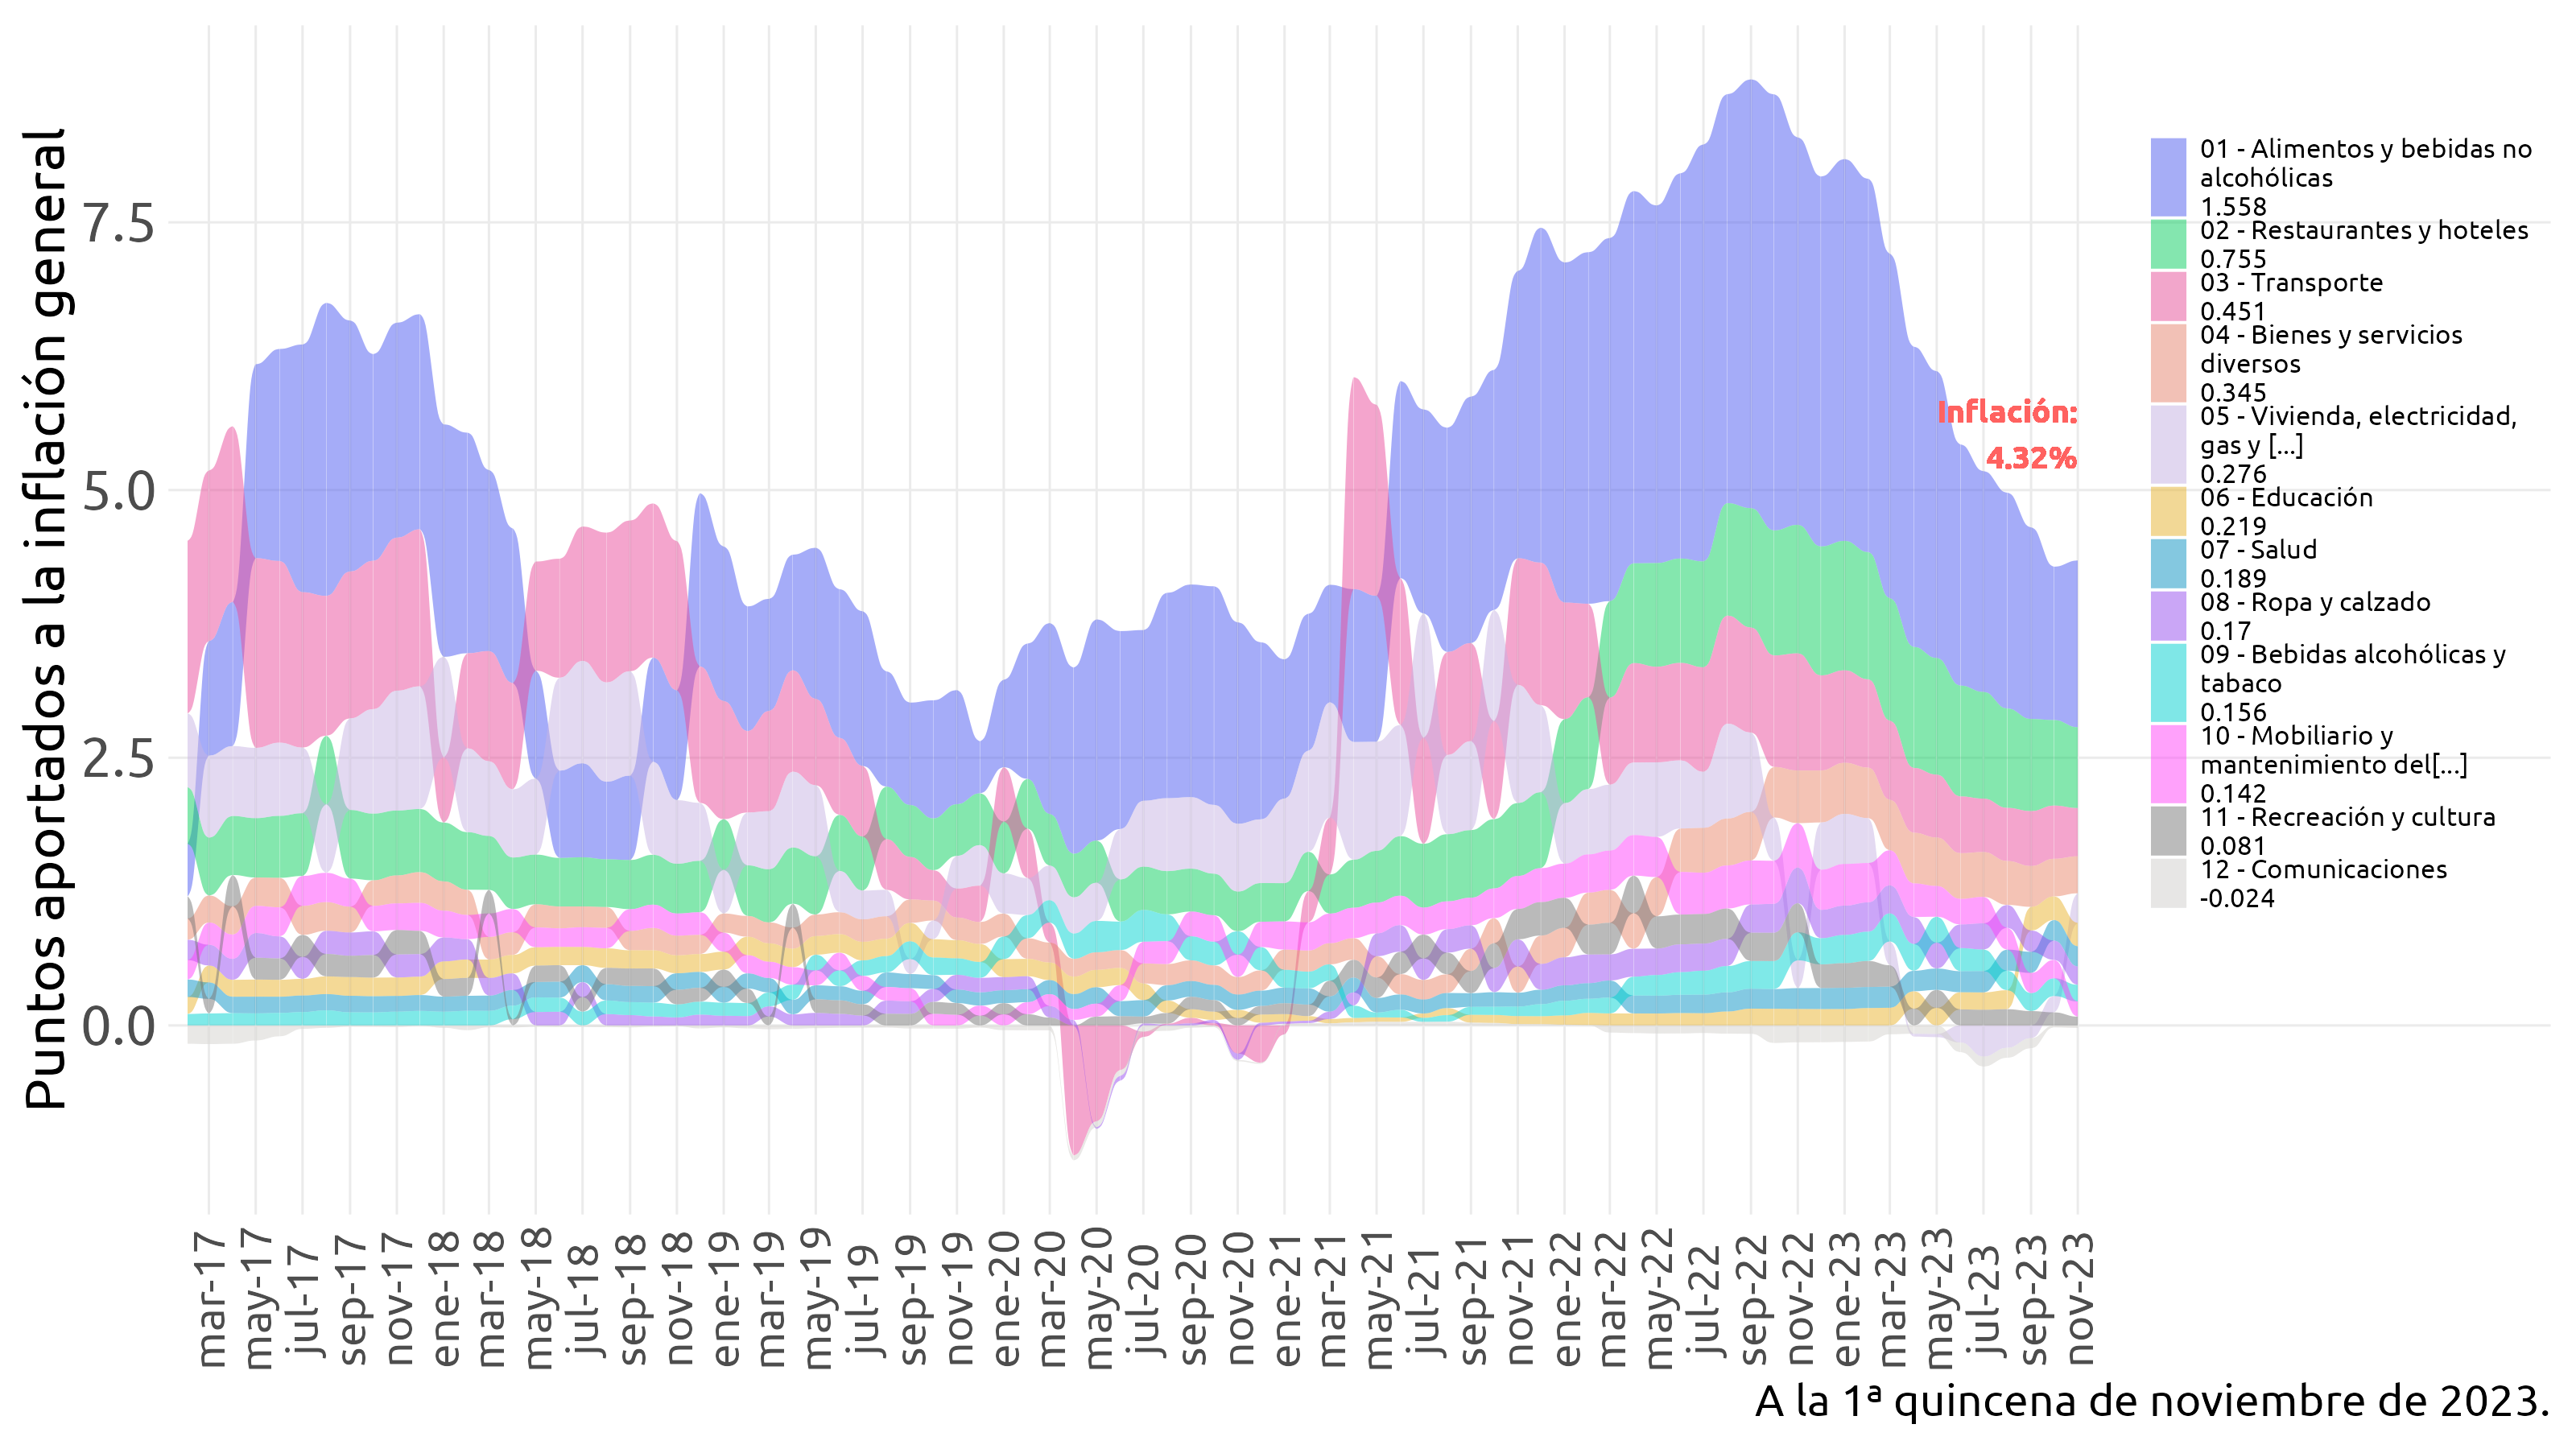 Puntos aportados a la inflación general
7.5
5.0
2.5
0.0
mar-17
may-17
jul-17
sep-17
nov-17
ene-18
mar-18
may-18
jul-18
sep-18
nov-18
ene-19
mar-19
may-19
jul-19
sep-19
nov-19
ene-20
mar-20
may-20
jul-20
sep-20
nov-20
ene-21
mar-21
may-21
jul-21
sep-21
nov-21
ene-22
mar-22
may-22
jul-22
sep-22
nov-22
ene-23
mar-23
may-23
jul-23
sep-23
nov-23
Inflación:
4.32%
01 - Alimentos y bebidas no
alcohólicas
1.558
02 - Restaurantes y hoteles
0.755
03 - Transporte
0.451
04 - Bienes y servicios
diversos
0.345
05 - Vivienda, electricidad,
gas y [...]
0.276
06 - Educación
0.219
07 - Salud
0.189
08 - Ropa y calzado
0.17
09 - Bebidas alcohólicas y
tabaco
0.156
10 - Mobiliario y
mantenimiento del[...]
0.142
11 - Recreación y cultura
0.081
12 - Comunicaciones
-0.024
A la 1ª quincena de noviembre de 2023.